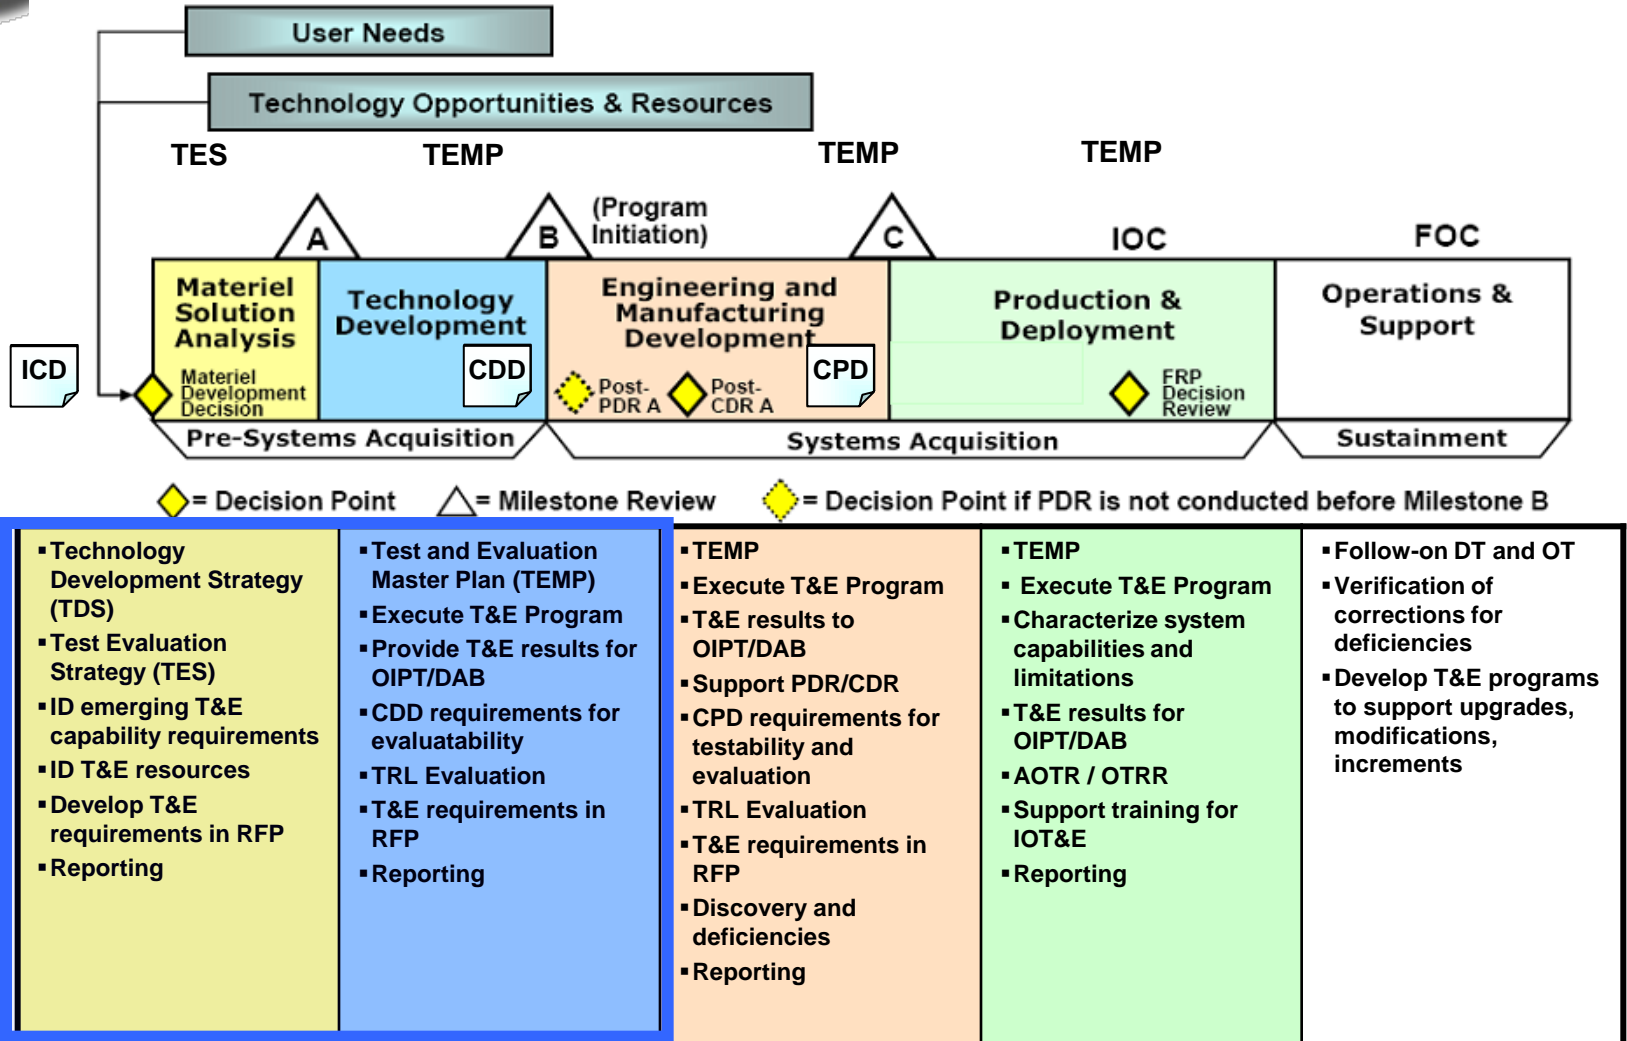 User Needs
Technology Opportunities & Resources
TES
TEMP
TEMP
TEMP
A
B
(Program
Initiation)
C
IOC
FOC
Materiel
Solution
Analysis
Technology
Development
Engineering and
Manufacturing
Development
Production &
Deployment
Operations &
Support
ICD
Materiel
Development
Decision
CDD
Post-
PDR A
Post-
CDR A
CPD
FRP
Decision
Review
Pre-Systems Acquisition
Systems Acquisition
Sustainment
= Decision Point
= Milestone Review
= Decision Point if PDR is not conducted before Milestone B
▪Technology
Development Strategy
(TDS)
▪Test Evaluation
Strategy (TES)
▪ID emerging T&E
capability requirements
▪ID T&E resources
▪Develop T&E
requirements in RFP
▪Reporting
▪Test and Evaluation
Master Plan (TEMP)
▪Execute T&E Program
▪Provide T&E results for
OIPT/DAB
▪CDD requirements for
evaluatability
▪TRL Evaluation
▪T&E requirements in
RFP
▪Reporting
▪TEMP
▪Execute T&E Program
▪T&E results to
OIPT/DAB
▪Support PDR/CDR
▪CPD requirements for
testability and
evaluation
▪TRL Evaluation
▪T&E requirements in
RFP
▪Discovery and
deficiencies
▪Reporting
▪TEMP
▪ Execute T&E Program
▪Characterize system
capabilities and
limitations
▪T&E results for
OIPT/DAB
▪AOTR / OTRR
▪Support training for
IOT&E
▪Reporting
▪Follow-on DT and OT
▪Verification of
corrections for
deficiencies
▪Develop T&E programs
to support upgrades,
modifications,
increments